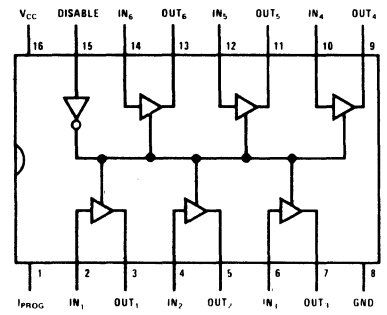 VCC DISABLE IN6 OUT6 IN5 OUT5 IN4 OUT4
16 15 14 13 12 11 10 9
1 2 3 4 5 6 7 8
IPROG IN1 OUT1 IN2 OUT2 IN1 OUT3 GND